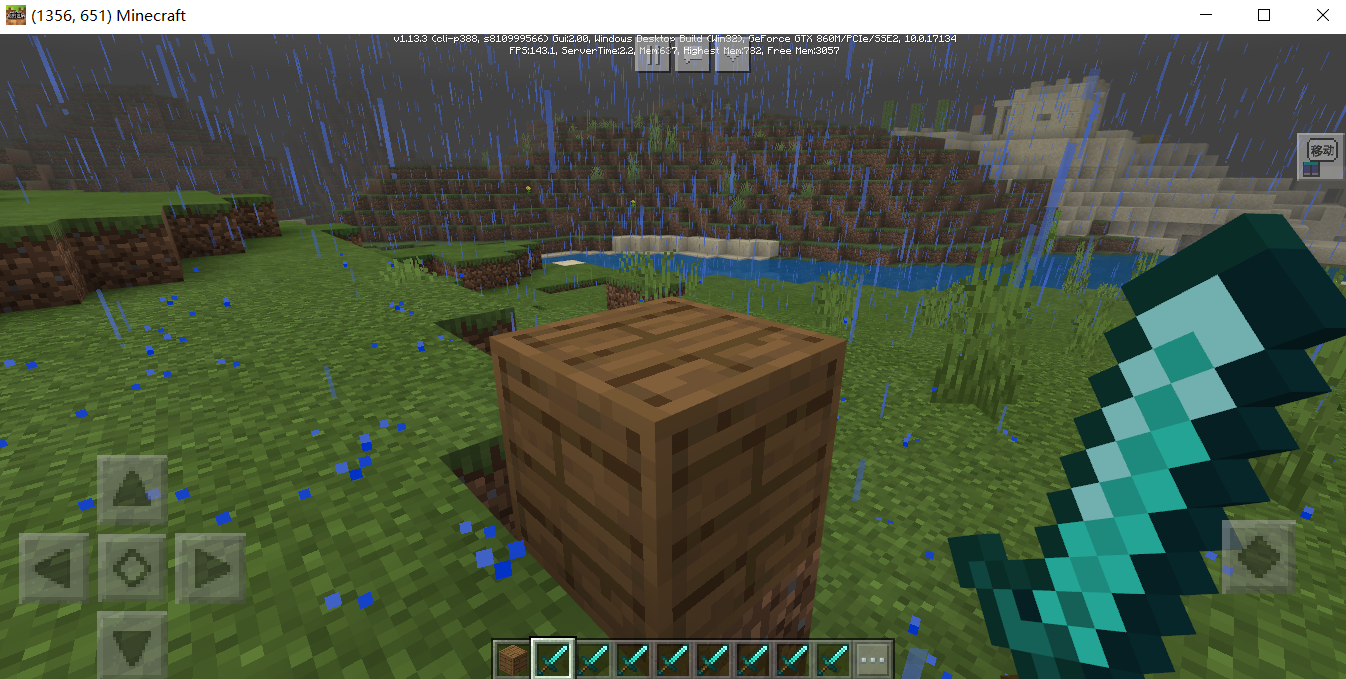 (1356, 651) Minecraft
v1.13.3 (cli-p388, s810999566) Gui:2.00, Windows Desktop Build (Win32), GeForce GTX 860M/PCIe/SSE2, 10.0.17134
FPS:143.1, ServerTime:2.2, Mem:637, Highest Mem:732, Free Mem:3057
移动